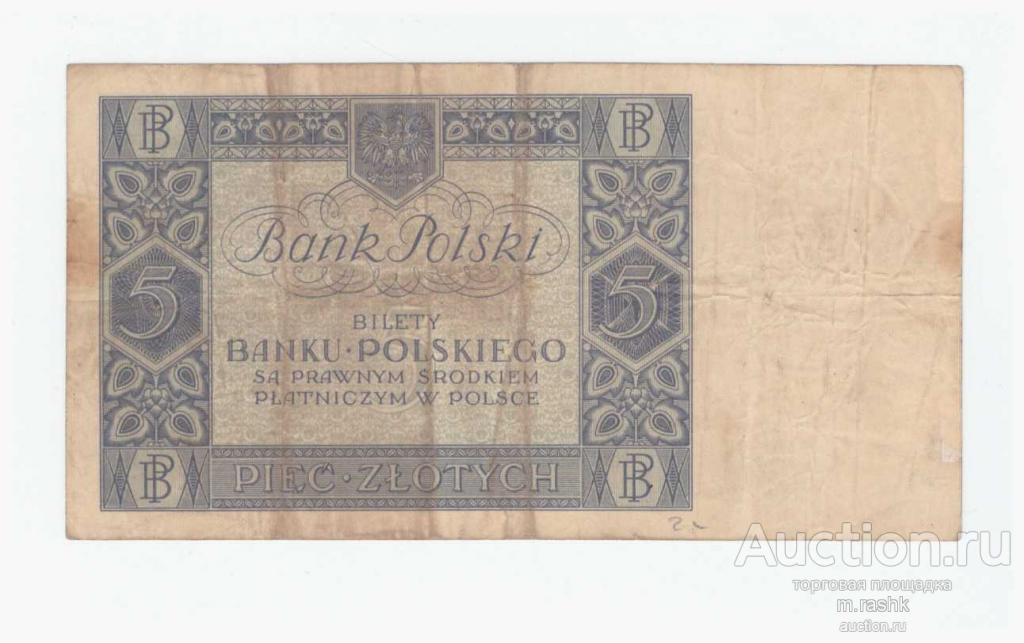 BP
BP
Bank Polski
5
5
BILETY
BANKU·POLSKIEGO
SĄ PRAWNYM ŚRODKIEM
PŁATNICZYM W POLSCE
BP
PIĘĆ·ZŁOTYCH
BP
Auction.ru
торговая площадка
m.rashk
auction.ru